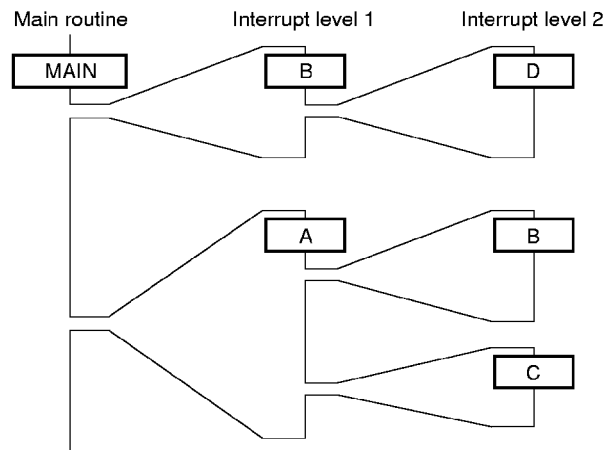 Main routine Interrupt level 1 Interrupt level 2
MAIN B D
A B
C